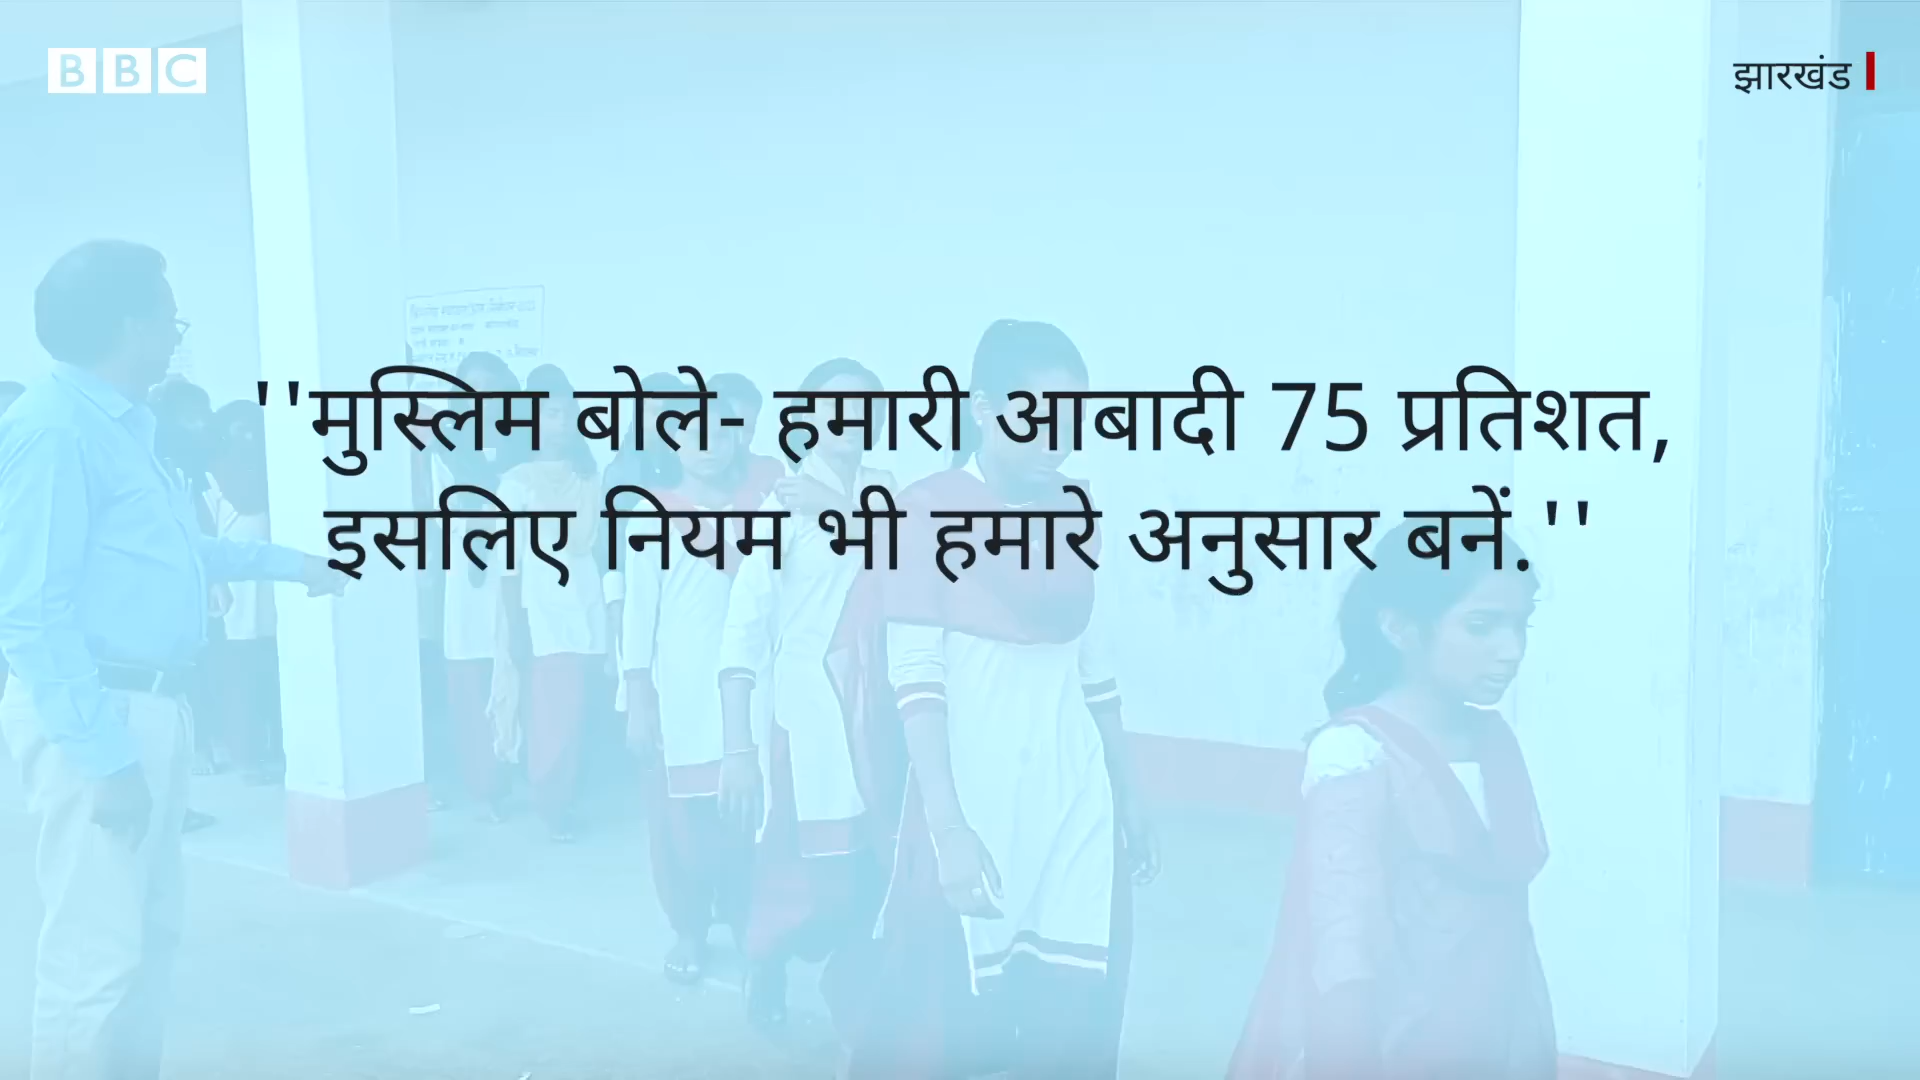 BBC
झारखंड
''मुस्लिम बोले- हमारी आबादी 75 प्रतिशत,
इसलिए नियम भी हमारे अनुसार बनें.''